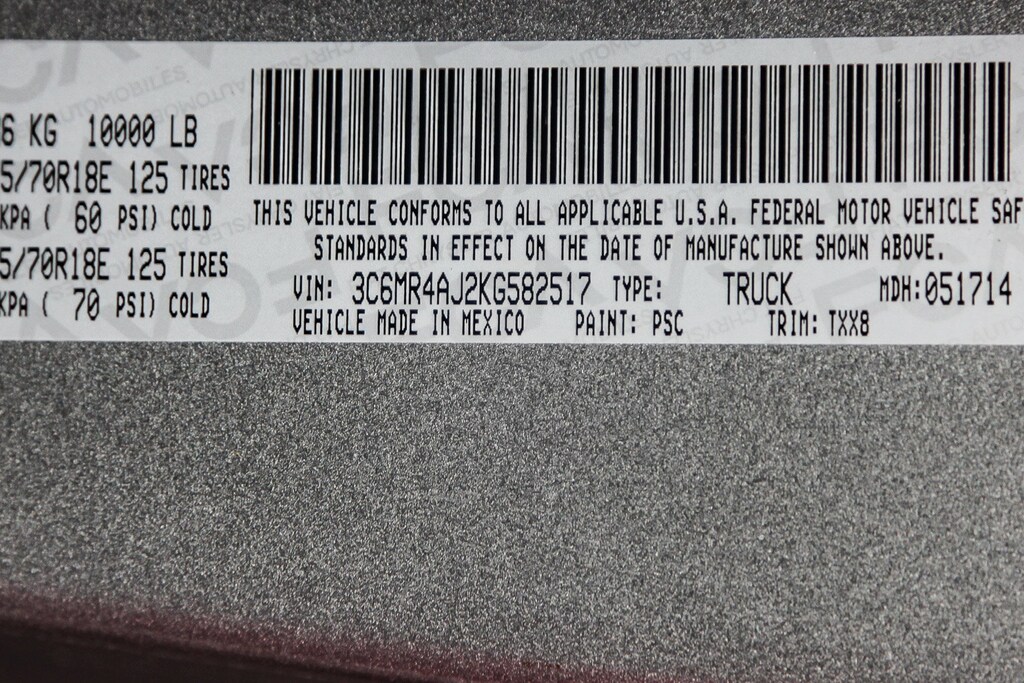 6 KG 10000 LB
5/70R18E 125 TIRES
KPA ( 60 PSI) COLD
5/70R18E 125 TIRES
KPA ( 70 PSI) COLD
THIS VEHICLE CONFORMS TO ALL APPLICABLE U.S.A. FEDERAL MOTOR VEHICLE SAF
STANDARDS IN EFFECT ON THE DATE OF MANUFACTURE SHOWN ABOVE.
VIN: 3C6MR4AJ2KG582517 TYPE: TRUCK MDH:051714
VEHICLE MADE IN MEXICO PAINT: PSC TRIM: TXX8